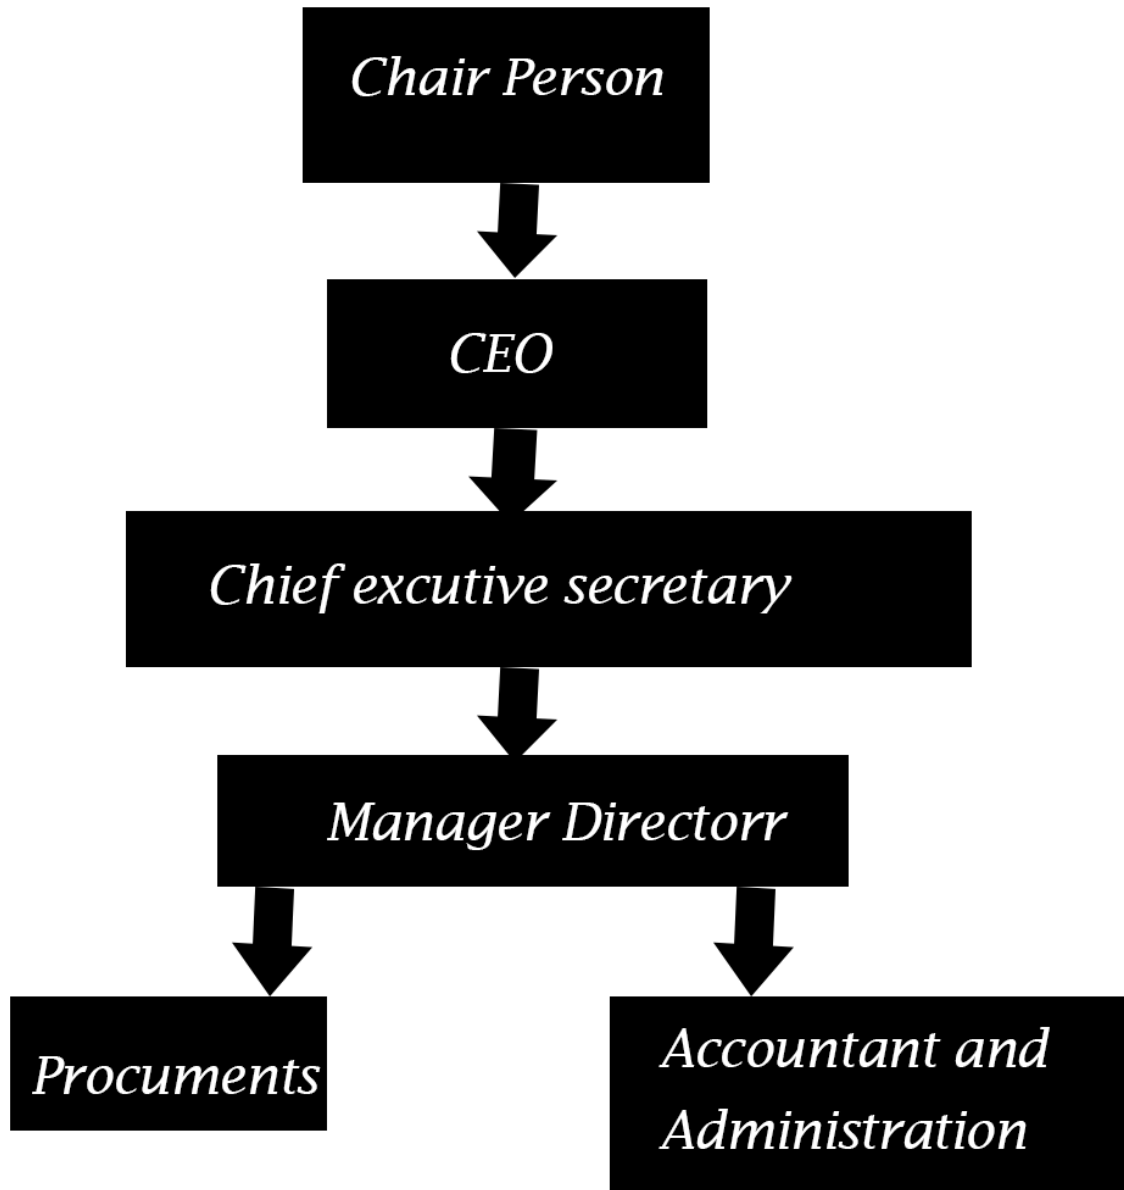 Chair Person
CEO
Chief excutive secretary
Manager Directorr
Procuments
Accountant and
Administration